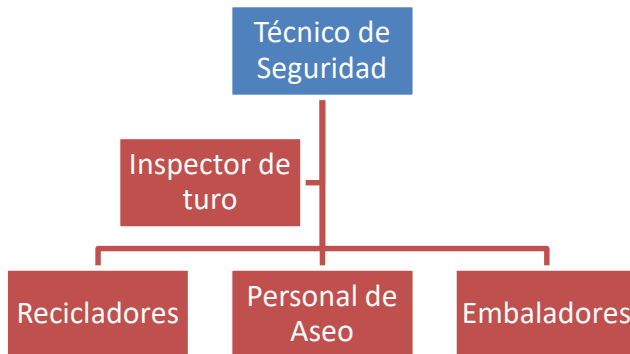 Técnico de
Seguridad
Inspector de
turo
Recicladores
Personal de
Aseo
Embaladores